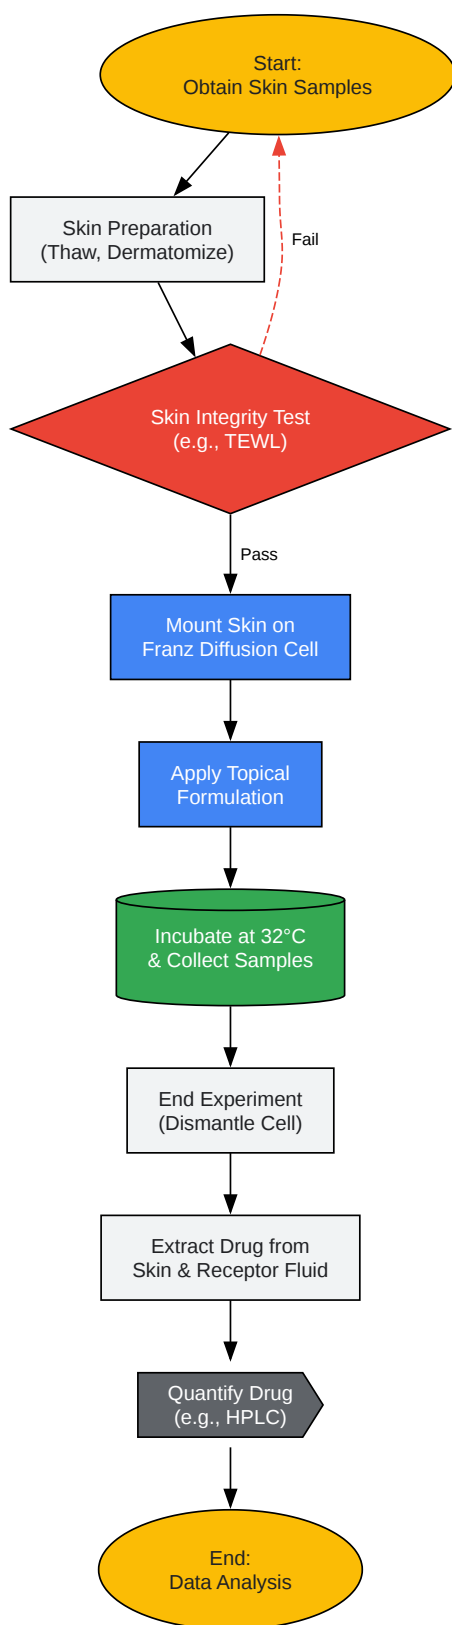 Start:
Obtain Skin Samples
Skin Preparation
(Thaw, Dermatomize)
Fail
Skin Integrity Test
(e.g., TEWL)
Pass
Mount Skin on
Franz Diffusion Cell
Apply Topical
Formulation
Incubate at 32°C
& Collect Samples
End Experiment
(Dismantle Cell)
Extract Drug from
Skin & Receptor Fluid
Quantify Drug
(e.g., HPLC)
End:
Data Analysis